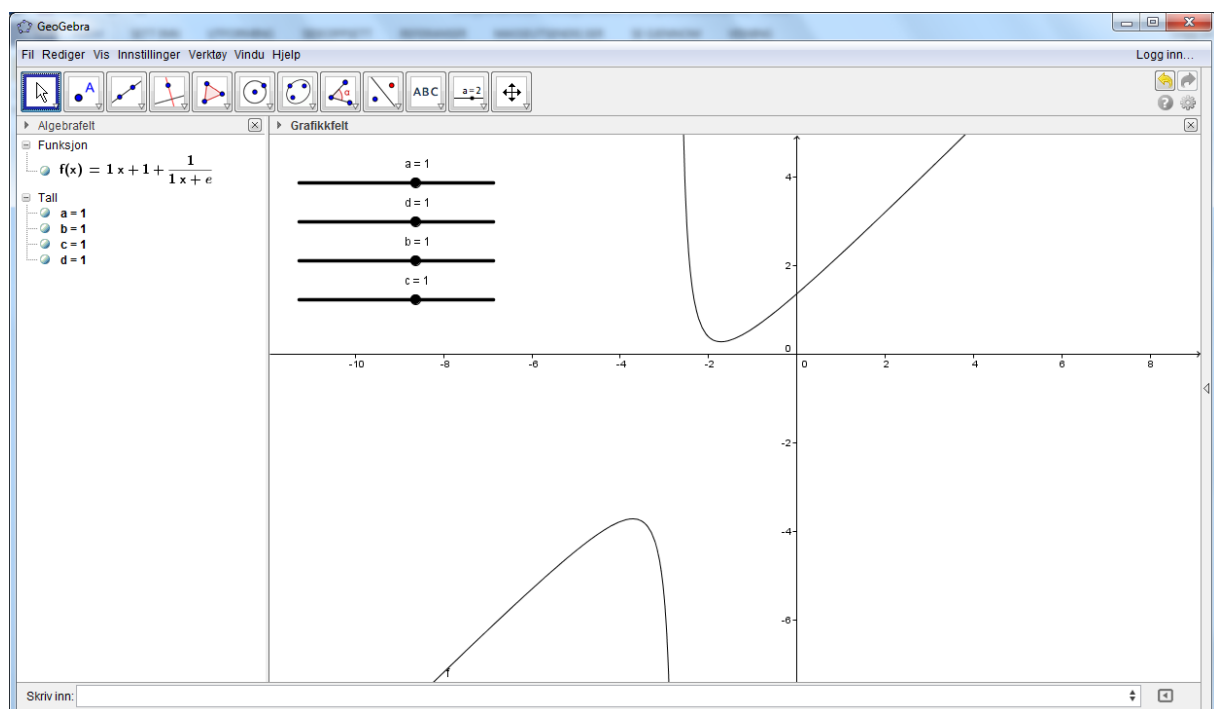 GeoGebra
Fil Rediger Vis Innstillinger Verktøy Vindu Hjelp
Logg inn...
A
α
ABC
a=2
Algebrafelt
Grafikkfelt
Funksjon
f(x) = 1 x + 1 + 1 / (1 x + e)
Tall
a = 1
b = 1
c = 1
d = 1
a = 1
d = 1
b = 1
c = 1
4
2
0
-10 -8 -6 -4 -2 0 2 4 6 8
-2
-4
-6
f
Skriv inn: